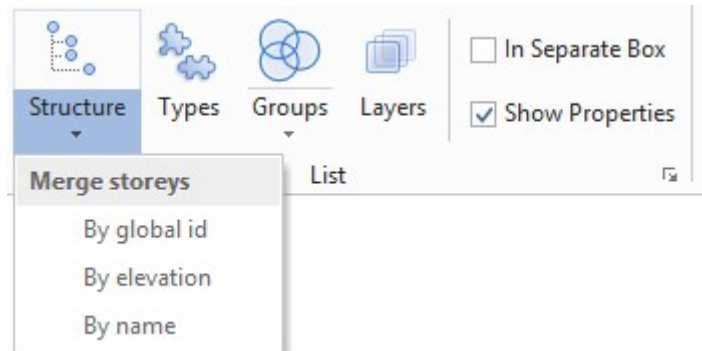 Structure Types Groups Layers
In Separate Box
Show Properties
List
Merge storeys
By global id
By elevation
By name